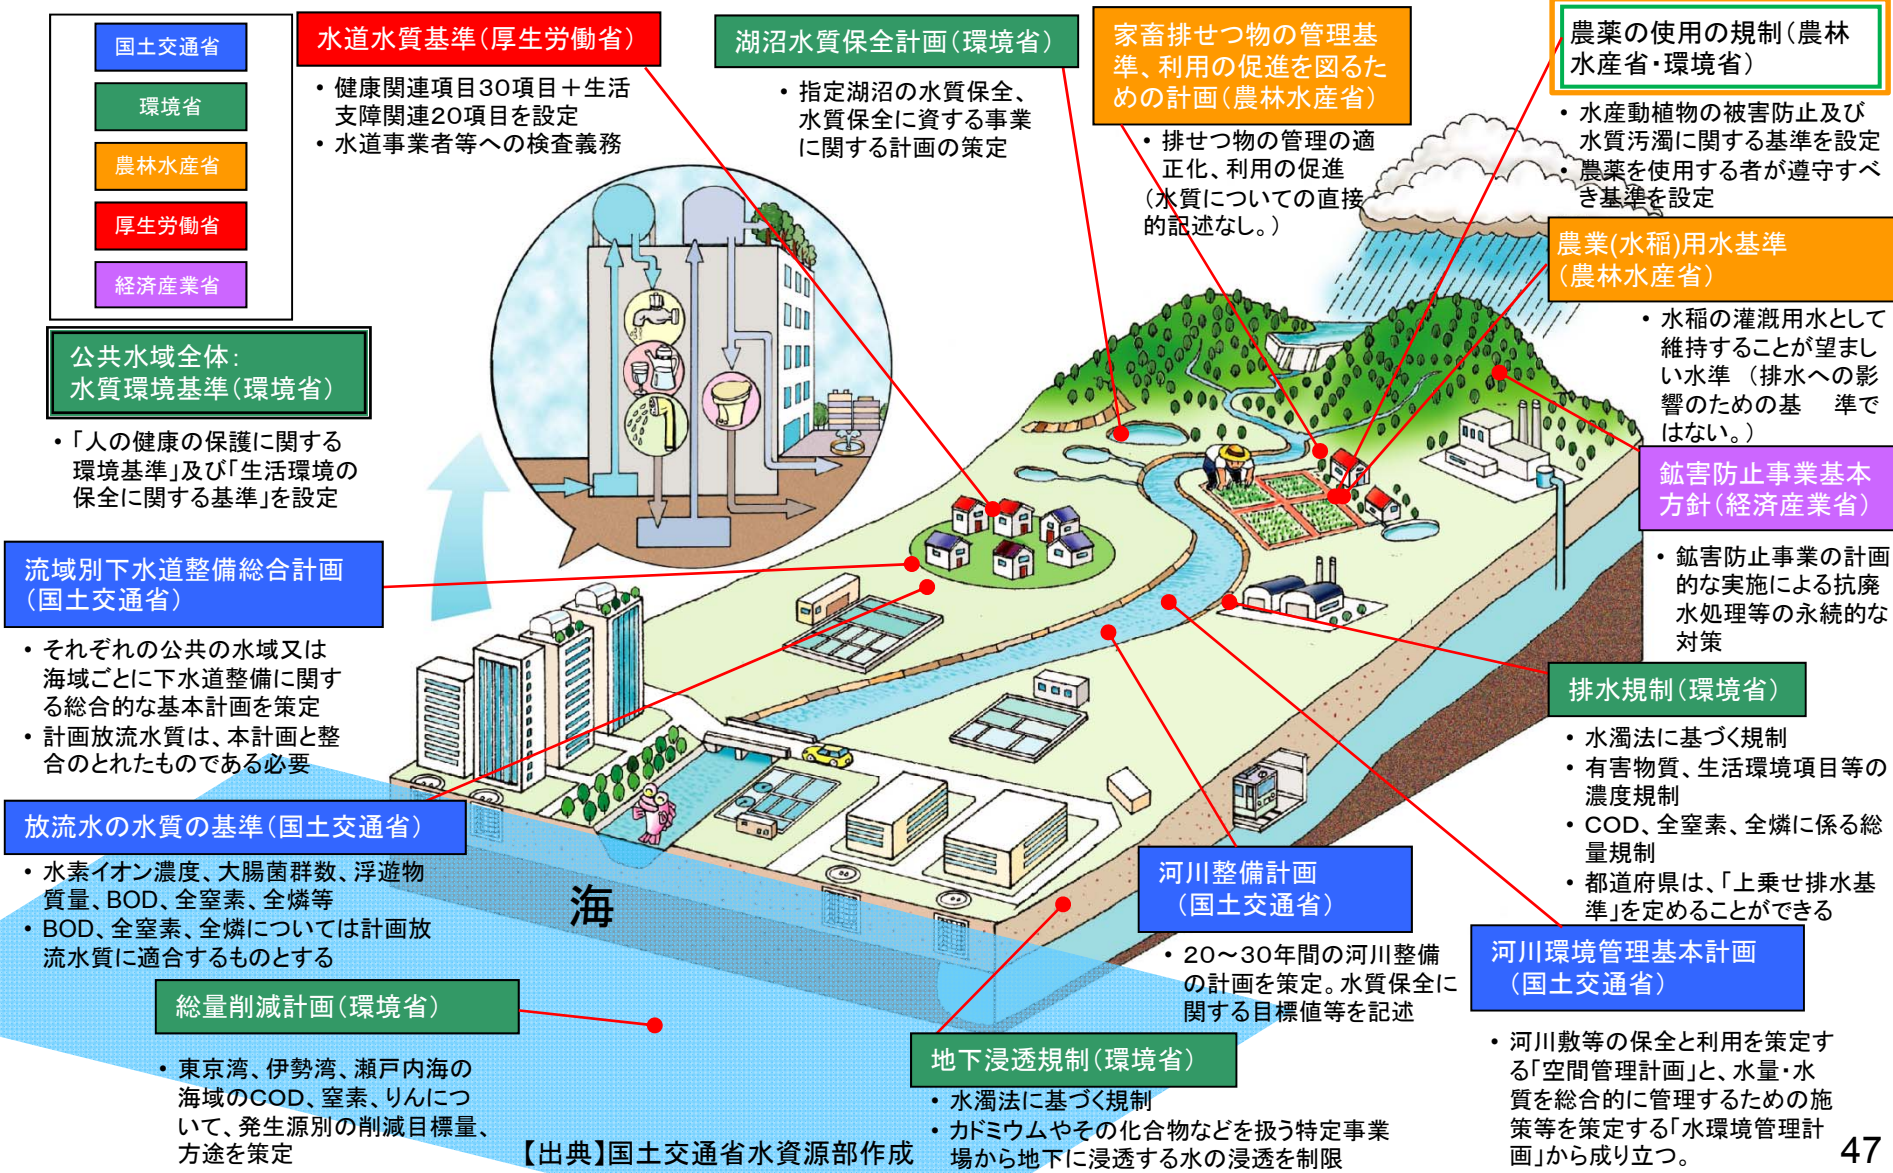 国土交通省
環境省
農林水産省
厚生労働省
経済産業省
公共水域全体:
水質環境基準(環境省)
・「人の健康の保護に関する
環境基準」及び「生活環境の
保全に関する基準」を設定
水道水質基準(厚生労働省)
・健康関連項目30項目+生活
支障関連20項目を設定
・水道事業者等への検査義務
湖沼水質保全計画(環境省)
・指定湖沼の水質保全、
水質保全に資する事業
に関する計画の策定
家畜排せつ物の管理基
準、利用の促進を図るた
めの計画(農林水産省)
・排せつ物の管理の適
正化、利用の促進
(水質についての直接
的記述なし。)
農薬の使用の規制(農林
水産省・環境省)
・水産動植物の被害防止及び
水質汚濁に関する基準を設定
・農薬を使用する者が遵守すべ
き基準を設定
農業(水稲)用水基準
(農林水産省)
・水稲の灌漑用水として
維持することが望まし
い水準 (排水への影
響のための基 準で
はない。)
鉱害防止事業基本
方針(経済産業省)
・鉱害防止事業の計画
的な実施による抗廃
水処理等の永続的な
対策
流域別下水道整備総合計画
(国土交通省)
・それぞれの公共の水域又は
海域ごとに下水道整備に関す
る総合的な基本計画を策定
・計画放流水質は、本計画と整
合のとれたものである必要
放流水の水質の基準(国土交通省)
・水素イオン濃度、大腸菌群数、浮遊物
質量、BOD、全窒素、全燐等
・BOD、全窒素、全燐については計画放
流水質に適合するものとする
海
総量削減計画(環境省)
・東京湾、伊勢湾、瀬戸内海の
海域のCOD、窒素、りんにつ
いて、発生源別の削減目標量、
方途を策定
排水規制(環境省)
・水濁法に基づく規制
・有害物質、生活環境項目等の
濃度規制
・COD、全窒素、全燐に係る総
量規制
・都道府県は、「上乗せ排水基
準」を定めることができる
河川整備計画
(国土交通省)
・20~30年間の河川整備
の計画を策定。水質保全に
関する目標値等を記述
河川環境管理基本計画
(国土交通省)
・河川敷等の保全と利用を策定す
る「空間管理計画」と、水量・水
質を総合的に管理するための施
策等を策定する「水環境管理計
画」から成り立つ。
地下浸透規制(環境省)
・水濁法に基づく規制
・カドミウムやその化合物などを扱う特定事業
場から地下に浸透する水の浸透を制限
【出典】国土交通省水資源部作成
47